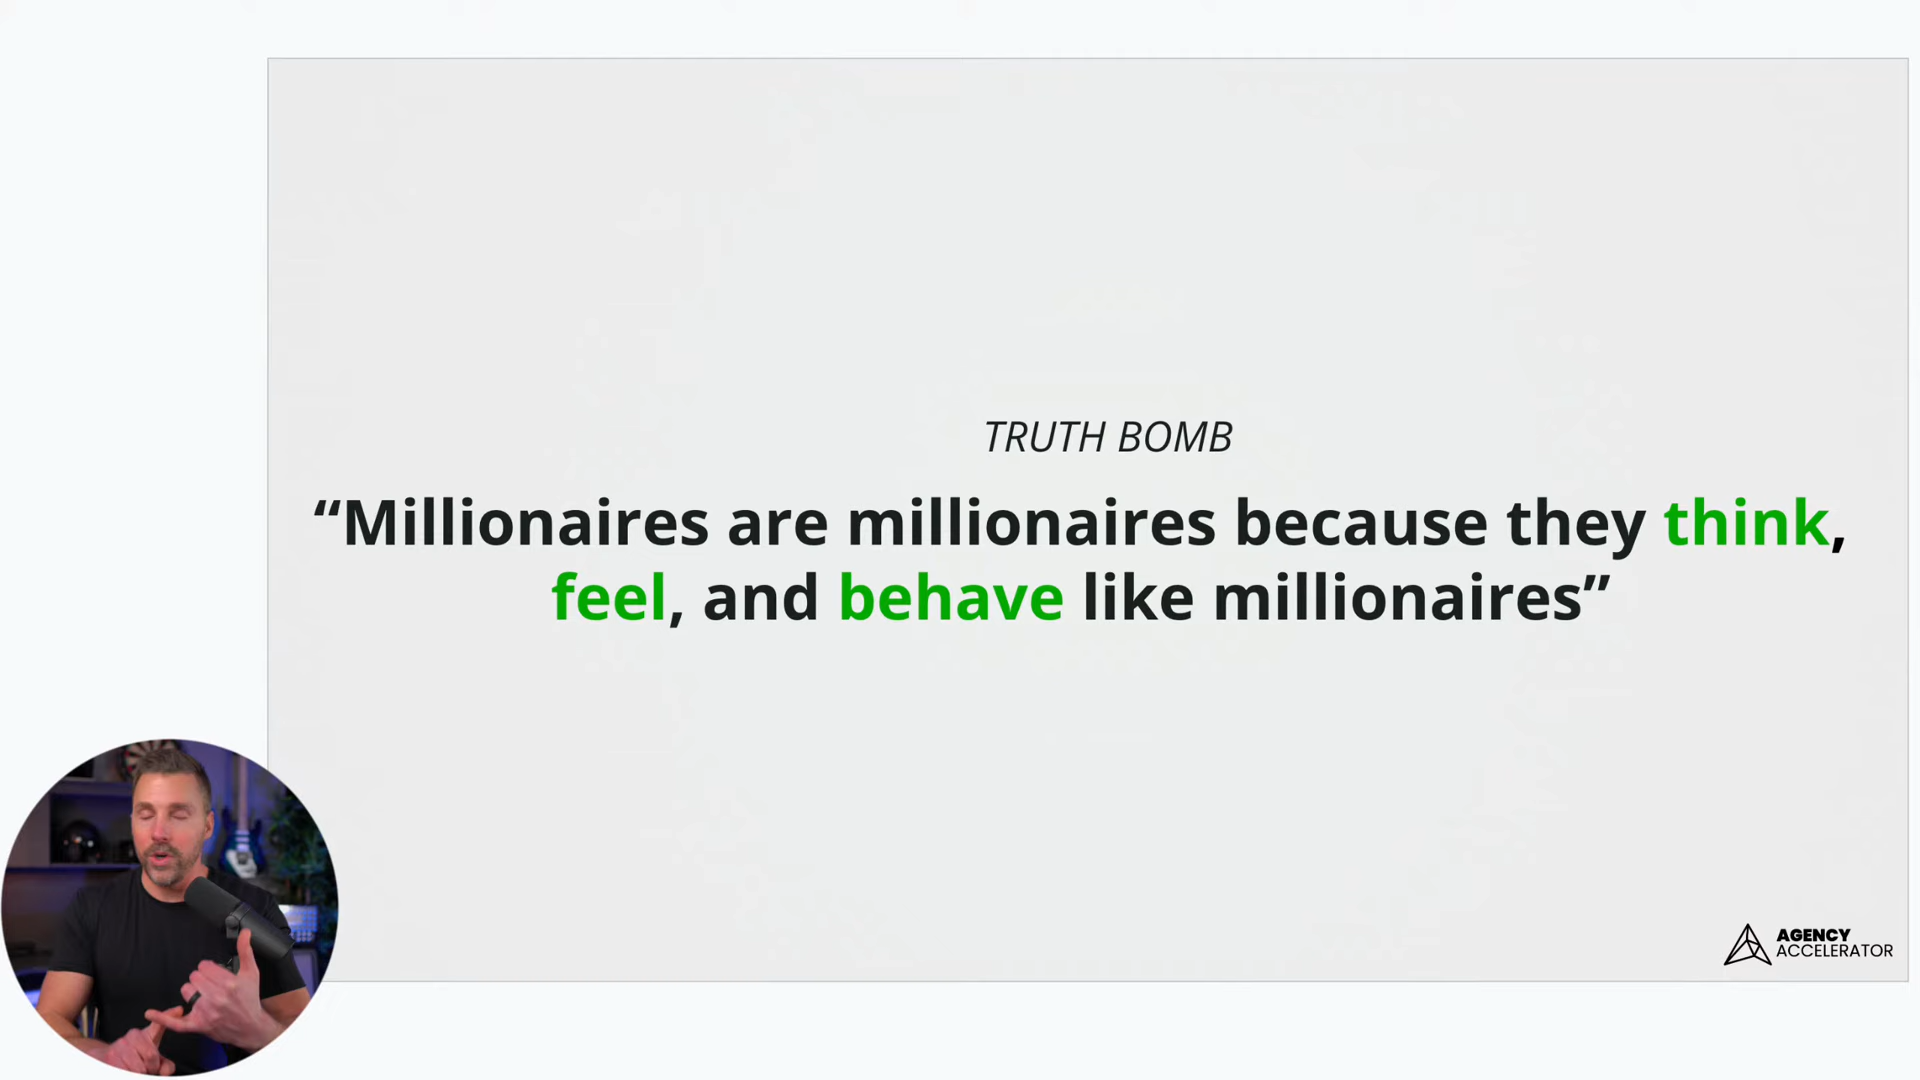 TRUTH BOMB
“Millionaires are millionaires because they think,
feel, and behave like millionaires”
AGENCY
ACCELERATOR